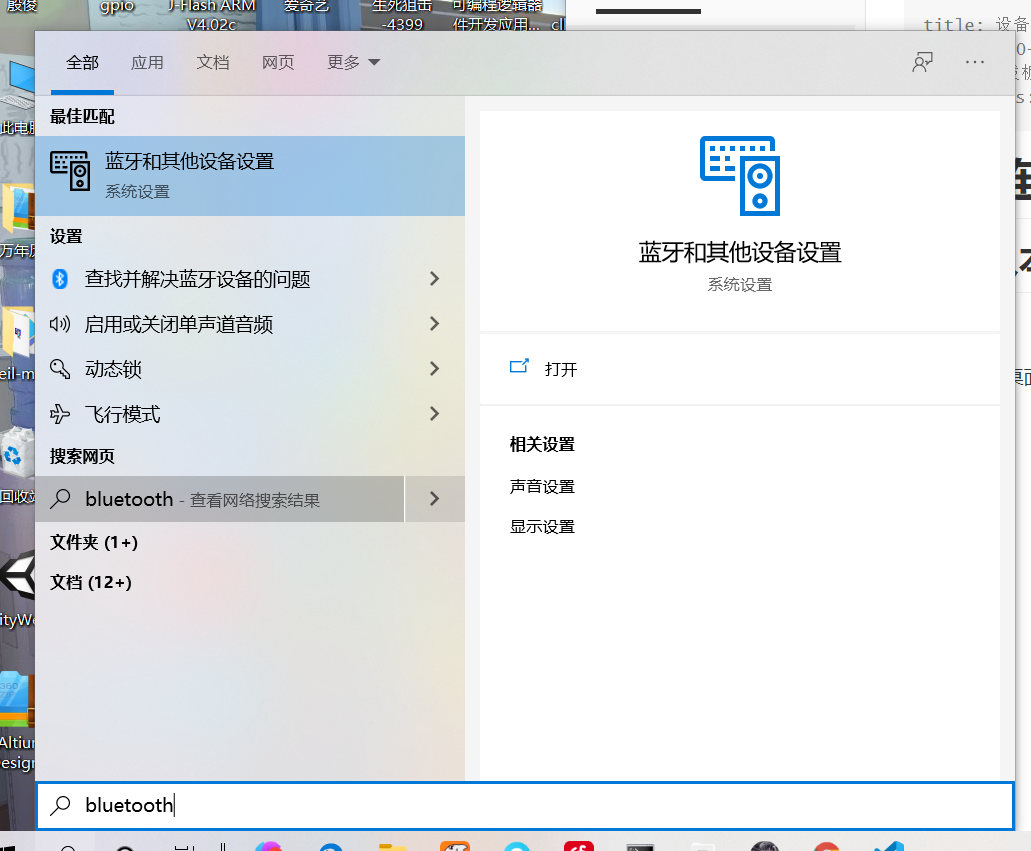 殷俊
gpio
J-Flash ARM
V4.02c
爱奇艺
生死狙击
-4399
可编程逻辑器
件开发应用...
cl
title: 设备
全部
应用
文档
网页
更多
最佳匹配
蓝牙和其他设备设置
系统设置
设置
查找并解决蓝牙设备的问题
启用或关闭单声道音频
动态锁
飞行模式
搜索网页
bluetooth - 查看网络搜索结果
文件夹 (1+)
文档 (12+)
蓝牙和其他设备设置
系统设置
打开
相关设置
声音设置
显示设置
此电脑
万年历
eil-m
回收站
ityWe
Altiu
esign
bluetooth